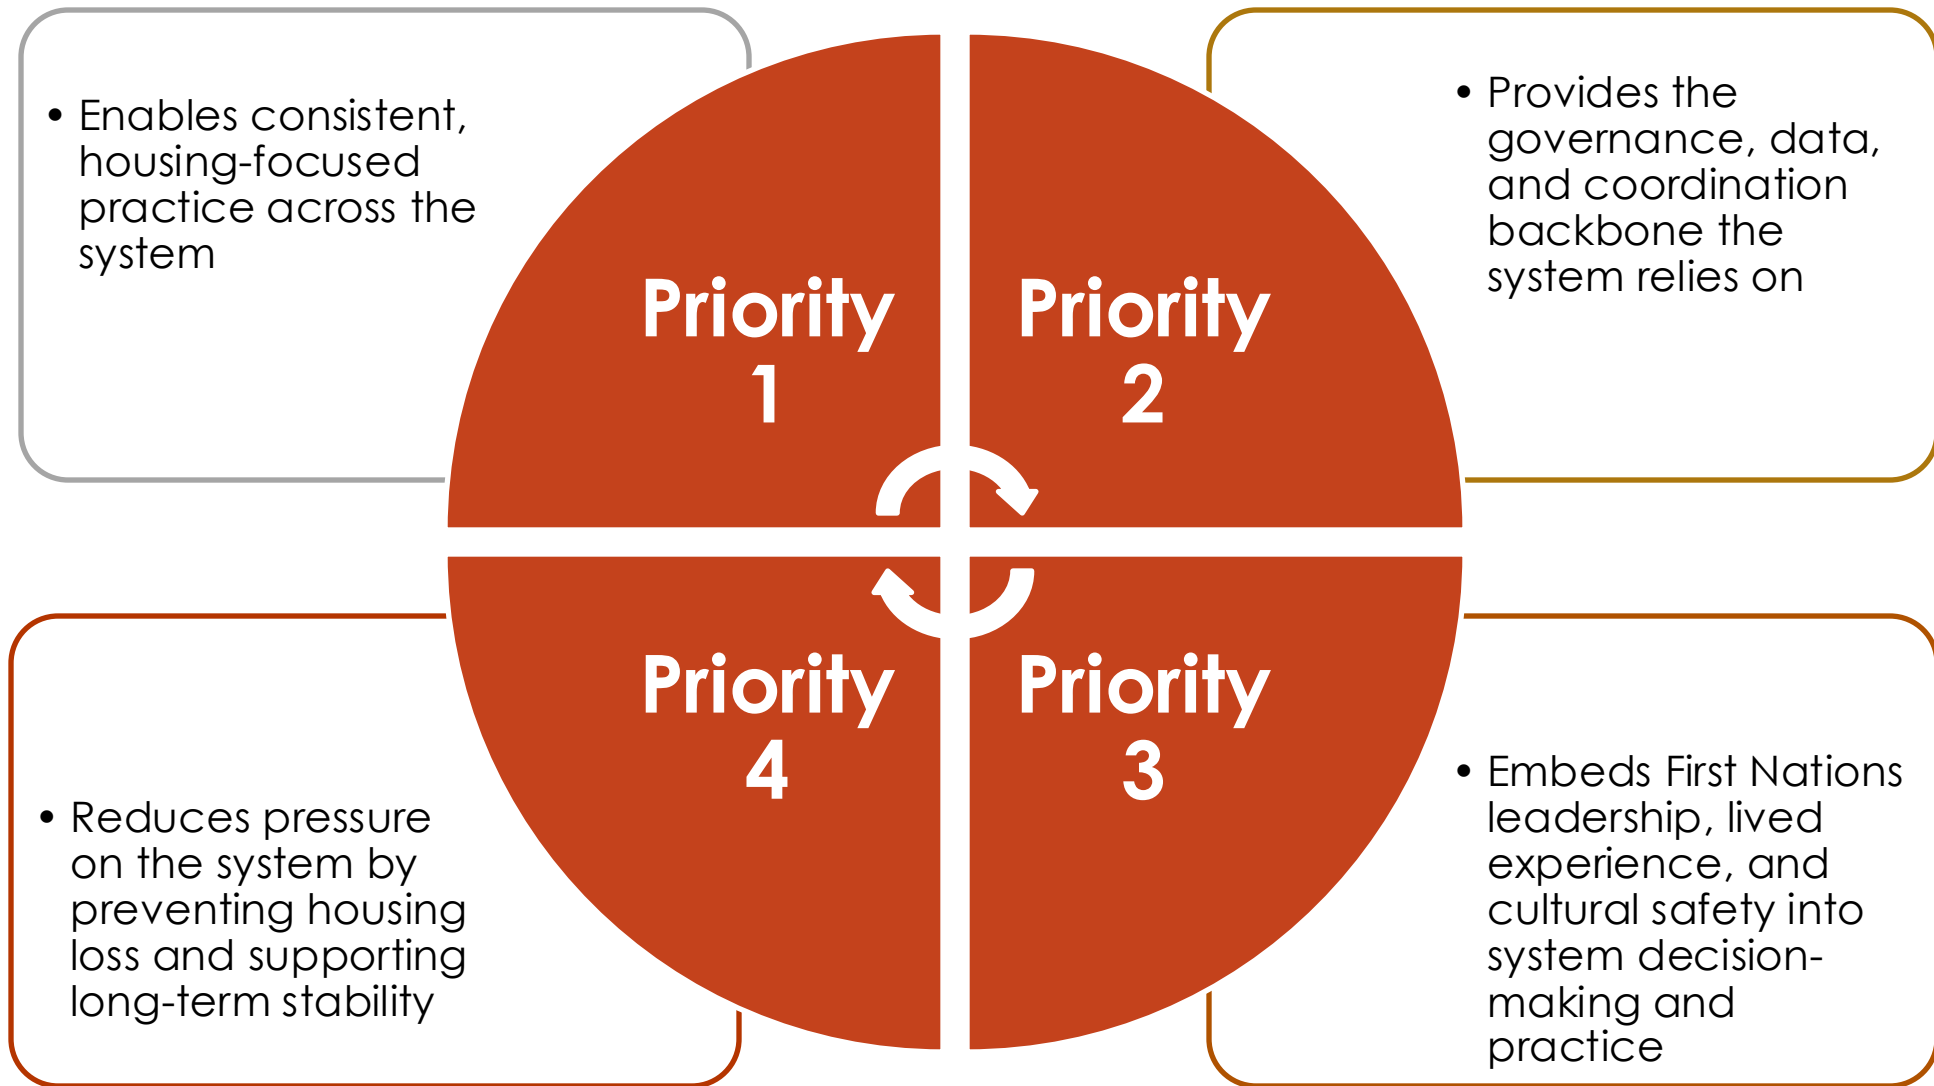 • Enables consistent,
housing-focused
practice across the
system
Priority
1
Priority
2
• Provides the
governance, data,
and coordination
backbone the
system relies on
• Reduces pressure
on the system by
preventing housing
loss and supporting
long-term stability
Priority
4
Priority
3
• Embeds First Nations
leadership, lived
experience, and
cultural safety into
system decision-
making and
practice